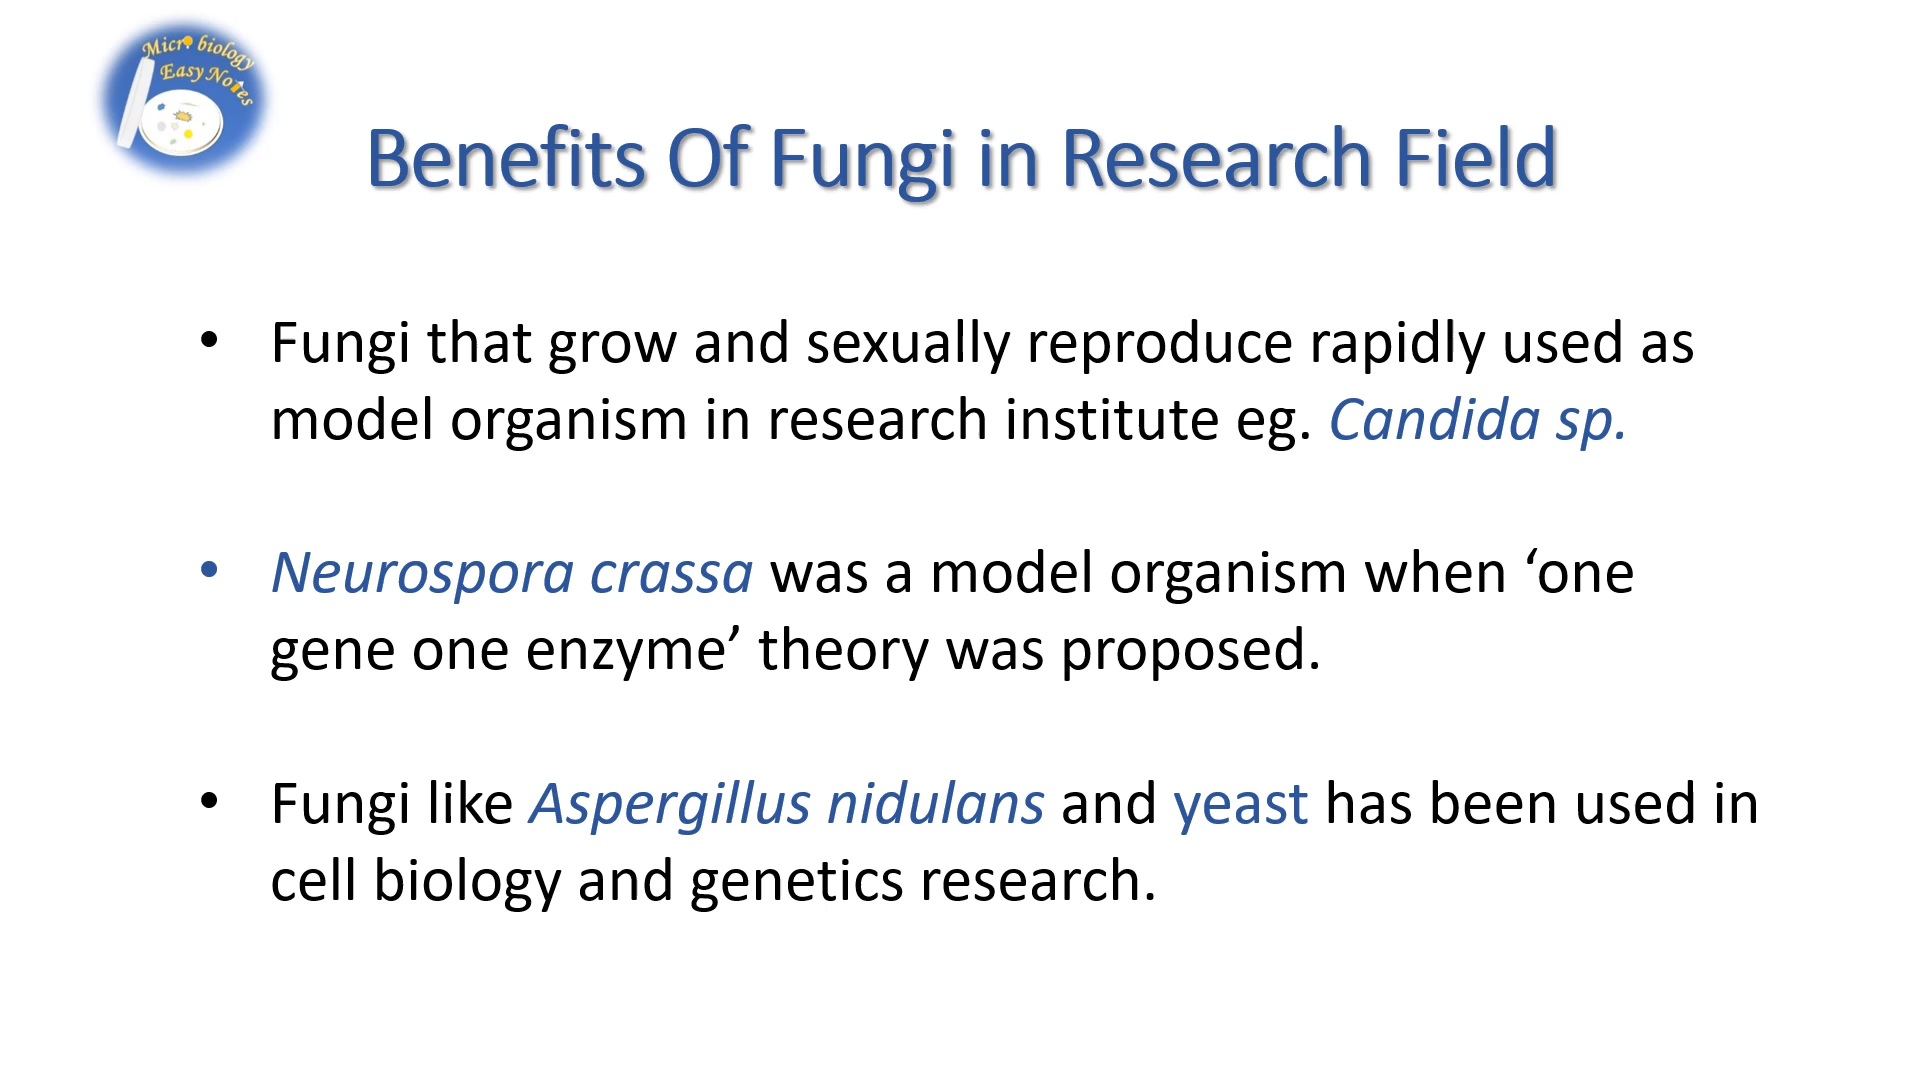 Micro biology
Easy Notes
Benefits Of Fungi in Research Field
• Fungi that grow and sexually reproduce rapidly used as
model organism in research institute eg. Candida sp.
• Neurospora crassa was a model organism when ‘one
gene one enzyme’ theory was proposed.
• Fungi like Aspergillus nidulans and yeast has been used in
cell biology and genetics research.